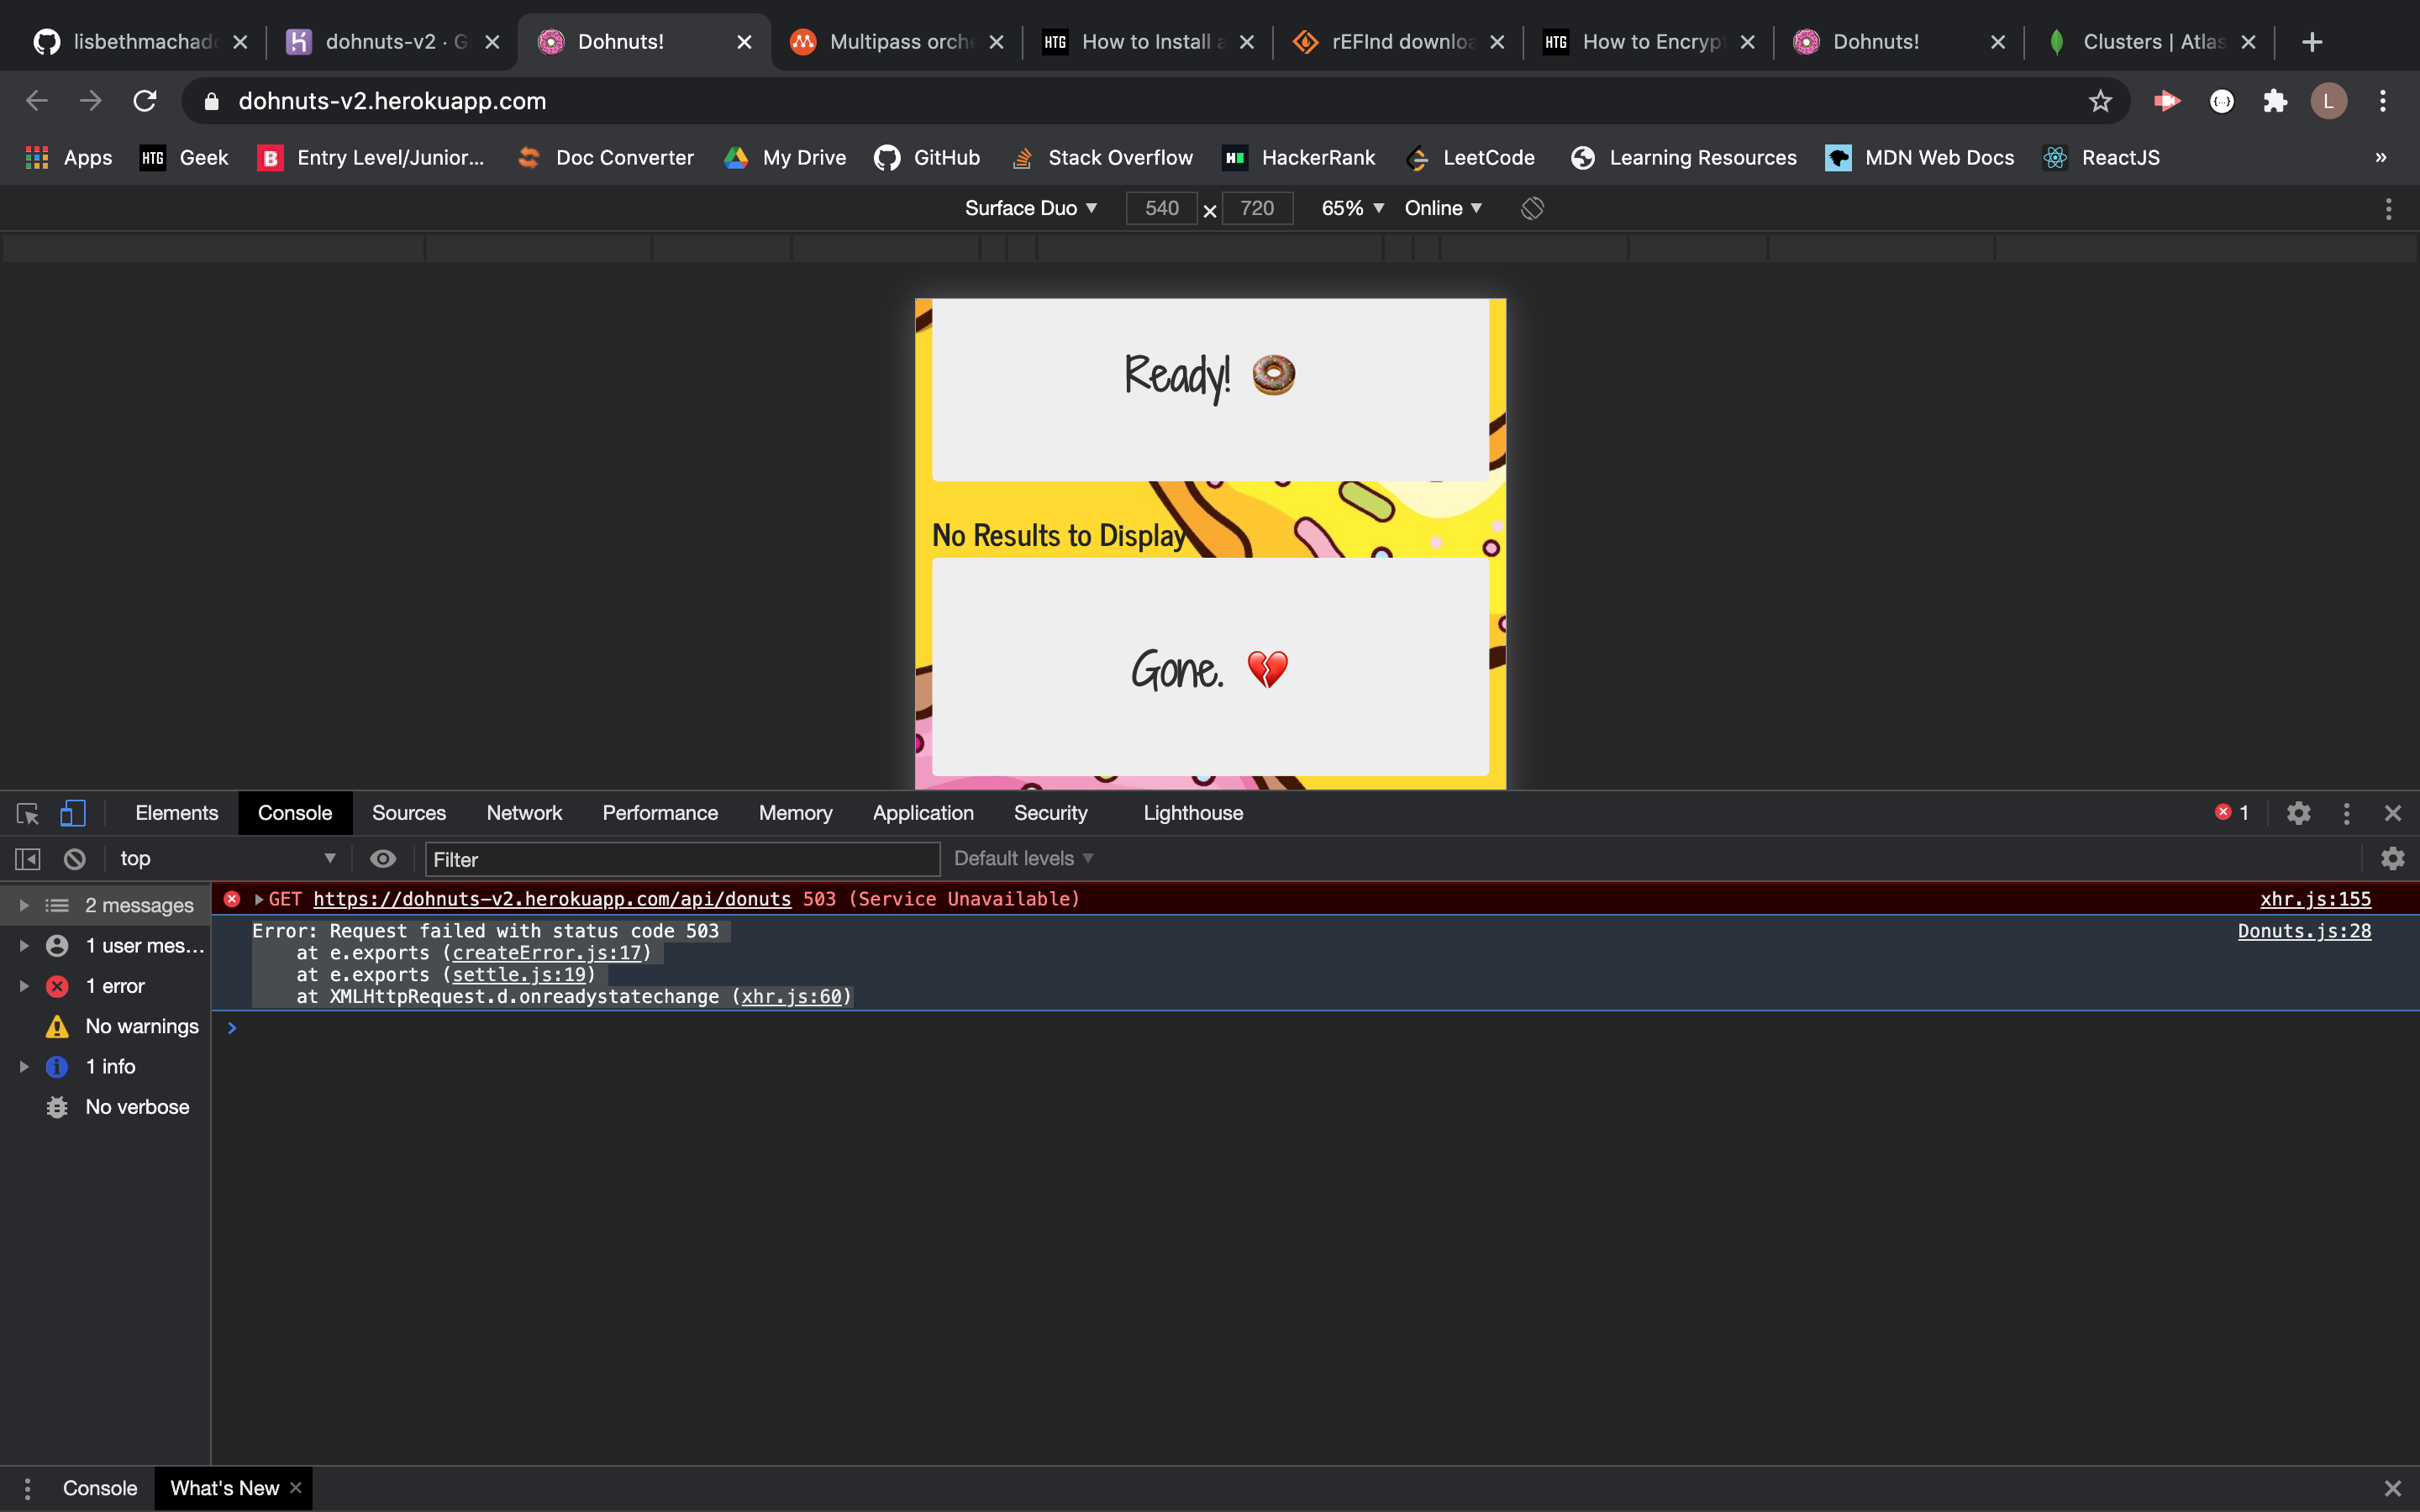 lisbethmachado
dohnuts-v2 · G
Dohnuts!
Multipass orche
HTG How to Install a
rEFInd downloa
HTG How to Encrypt
Dohnuts!
Clusters | Atlas
dohnuts-v2.herokuapp.com
L
Apps
HTG Geek
B Entry Level/Junior...
Doc Converter
My Drive
GitHub
Stack Overflow
HackerRank
LeetCode
Learning Resources
MDN Web Docs
ReactJS
»
Surface Duo ▼ 540 × 720 65% ▼ Online ▼
Ready! 🍩
No Results to Display
Gone. 💔
Elements Console Sources Network Performance Memory Application Security Lighthouse 1
top ▼ Filter Default levels ▼
2 messages
1 user mes…
1 error
No warnings
1 info
No verbose
GET https://dohnuts-v2.herokuapp.com/api/donuts 503 (Service Unavailable) xhr.js:155
Error: Request failed with status code 503 Donuts.js:28
at e.exports (createError.js:17)
at e.exports (settle.js:19)
at XMLHttpRequest.d.onreadystatechange (xhr.js:60)
Console What's New